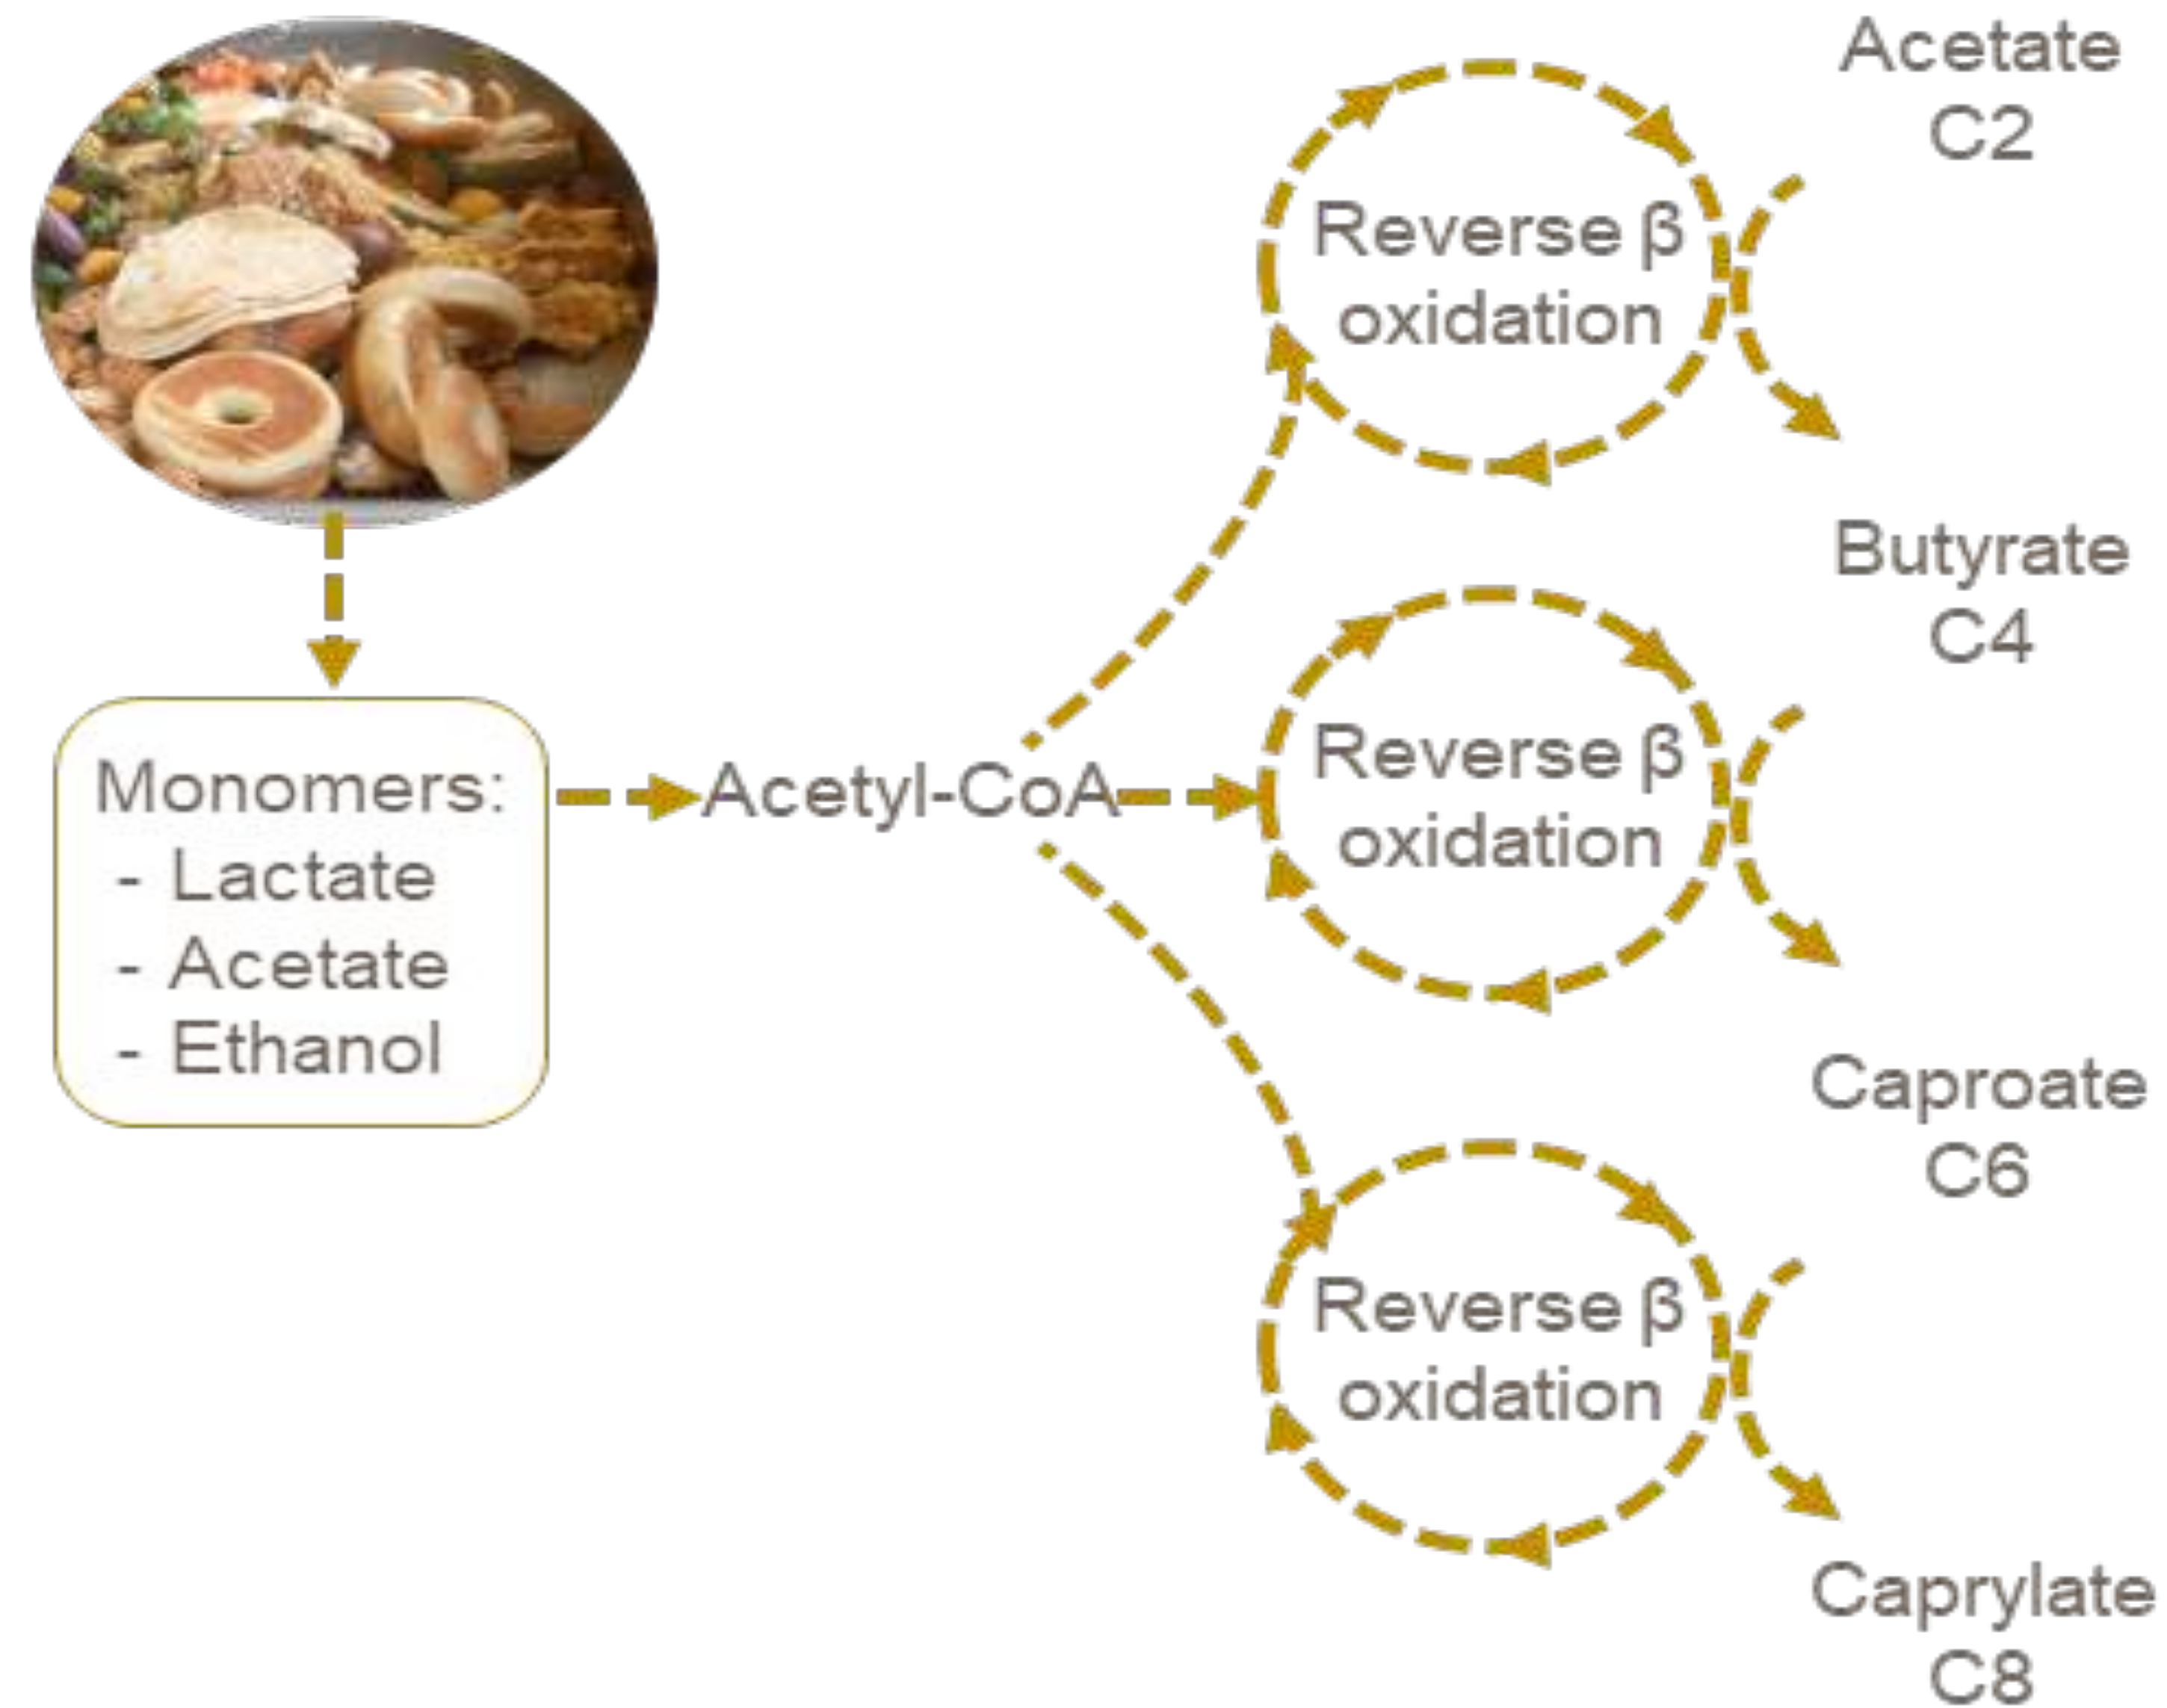 Acetate
C2
Reverse β
oxidation
Butyrate
C4
Reverse β
oxidation
Monomers:
- Lactate
- Acetate
- Ethanol
Acetyl-CoA
Caproate
C6
Reverse β
oxidation
Caprylate
C8